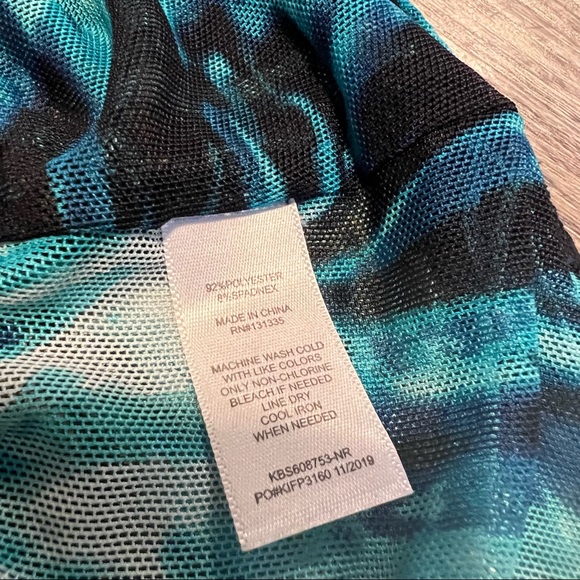 92%POLYESTER
8%SPADNEX
MADE IN CHINA
RN#131335
MACHINE WASH COLD
WITH LIKE COLORS
ONLY NON-CHLORINE
BLEACH IF NEEDED
LINE DRY
COOL IRON
WHEN NEEDED
KBS608753-NR
PO#KIFP3160 11/2019